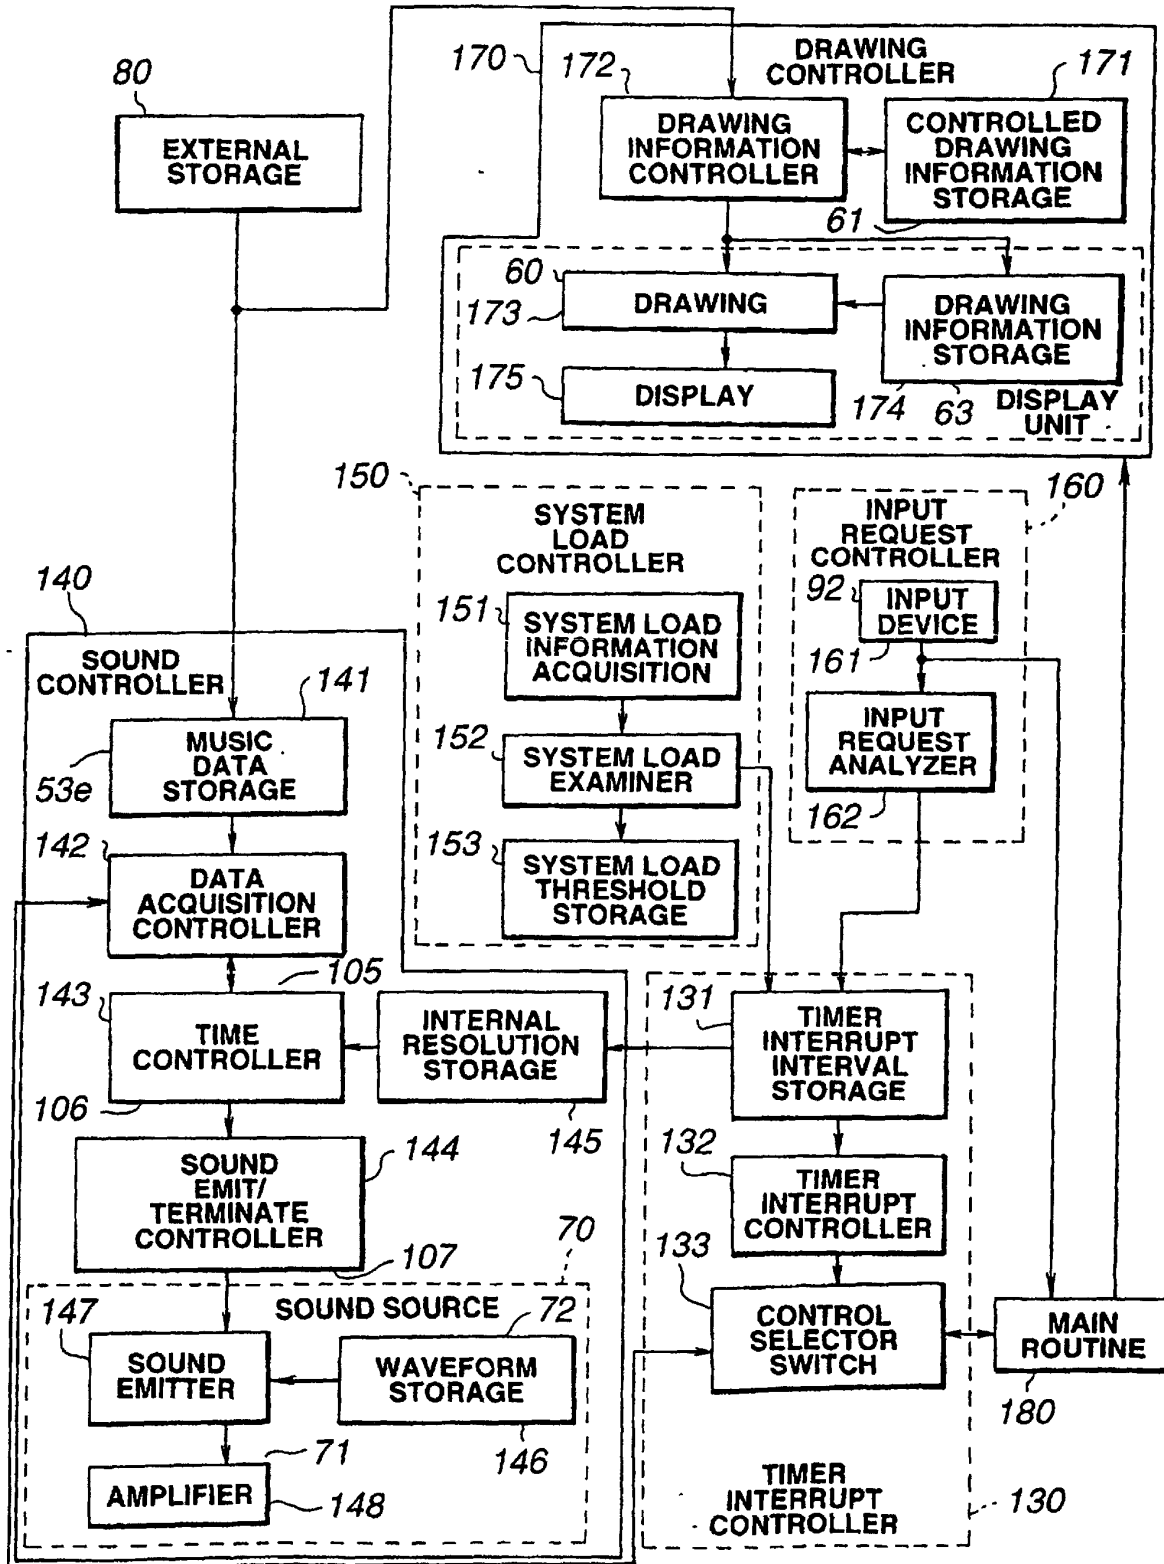 170
DRAWING
CONTROLLER
172
171
80
EXTERNAL
STORAGE
DRAWING
INFORMATION
CONTROLLER
CONTROLLED
DRAWING
INFORMATION
STORAGE
61
60
DRAWING
173
DRAWING
INFORMATION
STORAGE
175
DISPLAY
174
63
DISPLAY
UNIT
150
SYSTEM
LOAD
CONTROLLER
160
INPUT
REQUEST
CONTROLLER
92
INPUT
DEVICE
161
INPUT
REQUEST
ANALYZER
162
151
SYSTEM LOAD
INFORMATION
ACQUISITION
152
SYSTEM LOAD
EXAMINER
153
SYSTEM LOAD
THRESHOLD
STORAGE
140
SOUND
CONTROLLER
141
MUSIC
DATA
STORAGE
53e
142
DATA
ACQUISITION
CONTROLLER
105
143
TIME
CONTROLLER
106
INTERNAL
RESOLUTION
STORAGE
145
131
TIMER
INTERRUPT
INTERVAL
STORAGE
132
TIMER
INTERRUPT
CONTROLLER
133
CONTROL
SELECTOR
SWITCH
MAIN
ROUTINE
180
144
SOUND
EMIT/
TERMINATE
CONTROLLER
107
70
SOUND SOURCE
147
SOUND
EMITTER
72
WAVEFORM
STORAGE
146
71
AMPLIFIER
148
TIMER
INTERRUPT
CONTROLLER
130